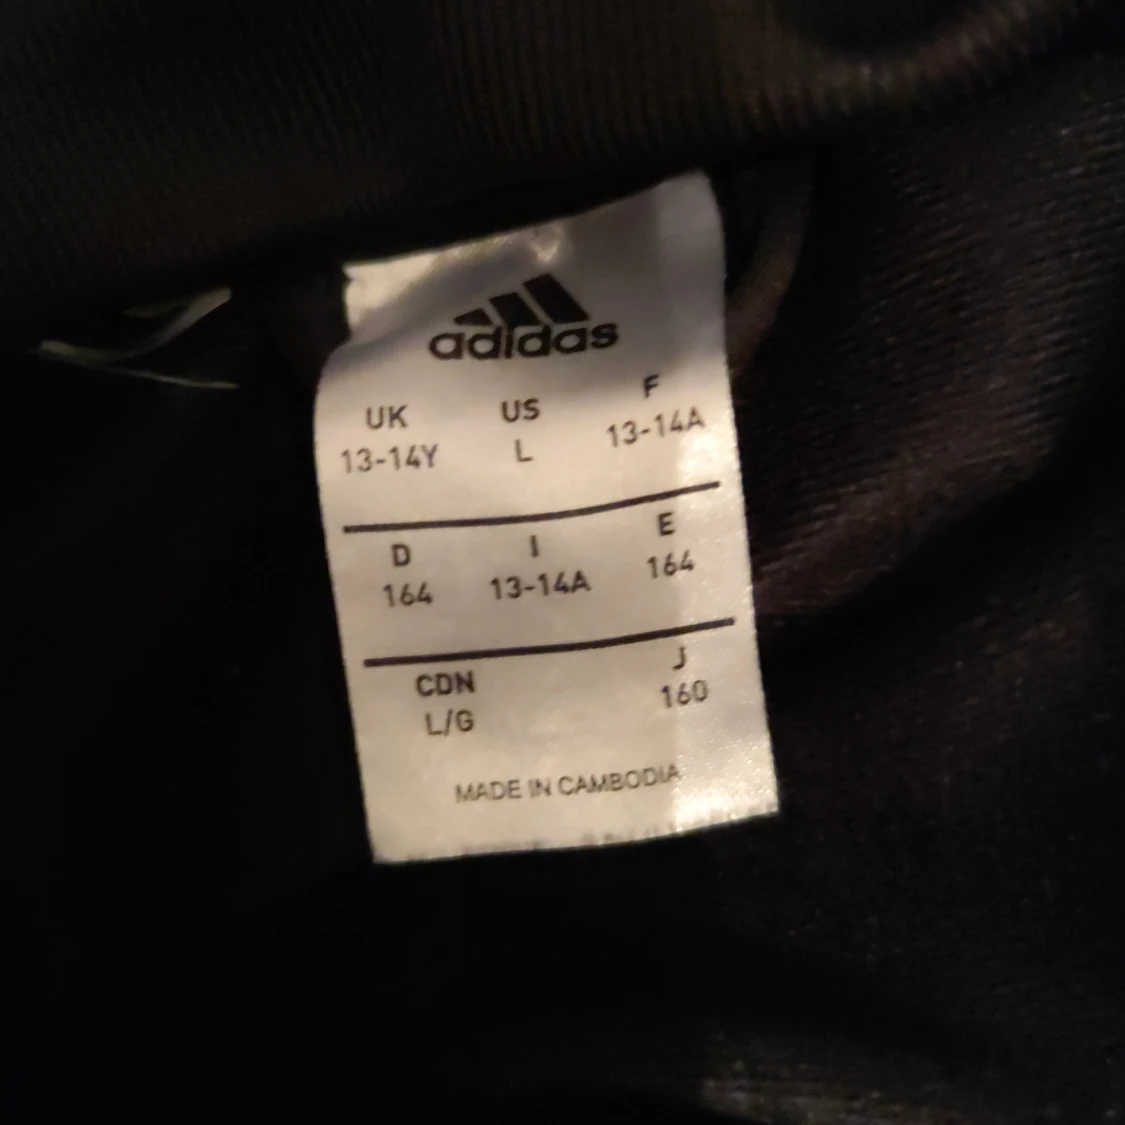 adidas
UK US F
13-14Y L 13-14A
D I E
164 13-14A 164
CDN J
L/G 160
MADE IN CAMBODIA